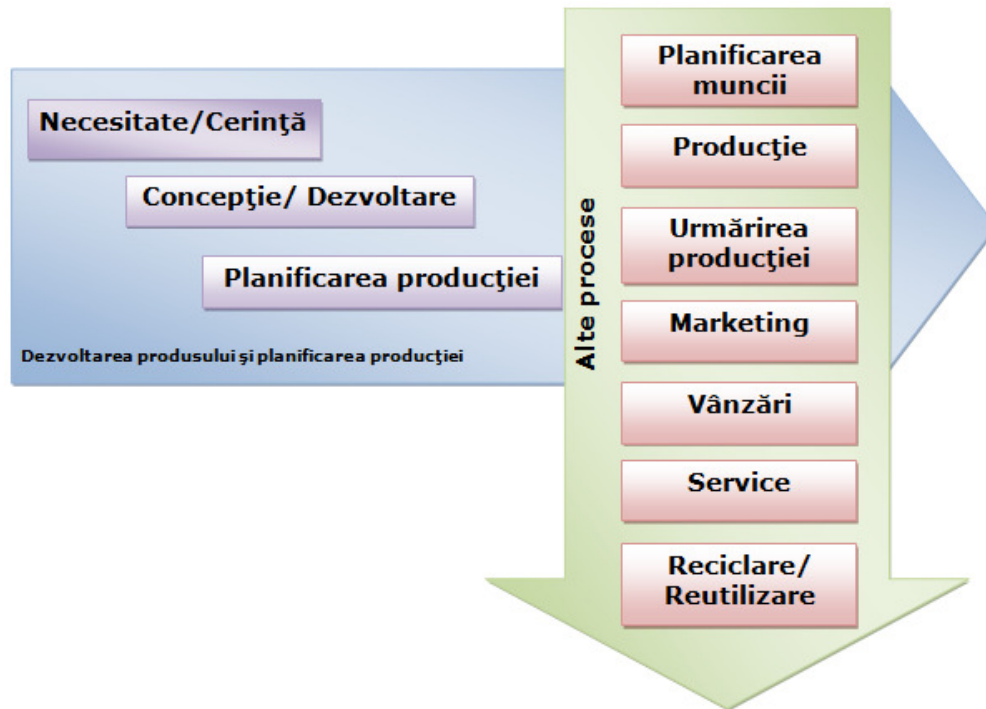 Necesitate/Cerinţă
Concepţie/ Dezvoltare
Planificarea producţiei
Dezvoltarea produsului şi planificarea producţiei
Alte procese
Planificarea
muncii
Producţie
Urmărirea
producţiei
Marketing
Vânzări
Service
Reciclare/
Reutilizare